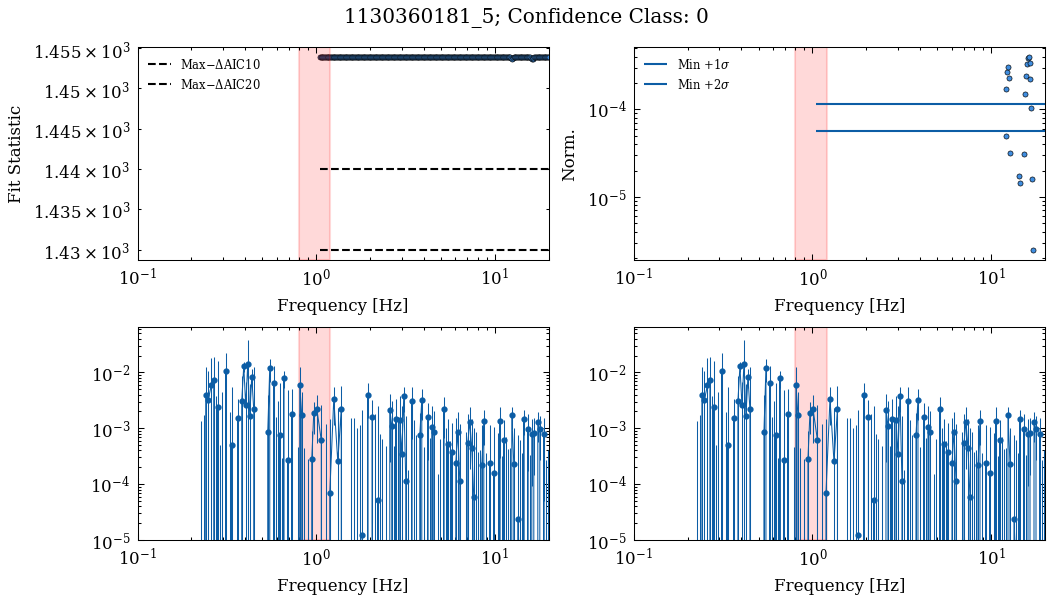 1130360181_5; Confidence Class: 0
1.455 × 10³
1.45 × 10³
1.445 × 10³
1.44 × 10³
1.435 × 10³
1.43 × 10³
Fit Statistic
Max−ΔAIC10
Max−ΔAIC20
10⁻¹ 10⁰ 10¹
Frequency [Hz]
10⁻⁴
10⁻⁵
Norm.
Min +1σ
Min +2σ
10⁻¹ 10⁰ 10¹
Frequency [Hz]
10⁻²
10⁻³
10⁻⁴
10⁻⁵
10⁻¹ 10⁰ 10¹
Frequency [Hz]
10⁻²
10⁻³
10⁻⁴
10⁻⁵
10⁻¹ 10⁰ 10¹
Frequency [Hz]